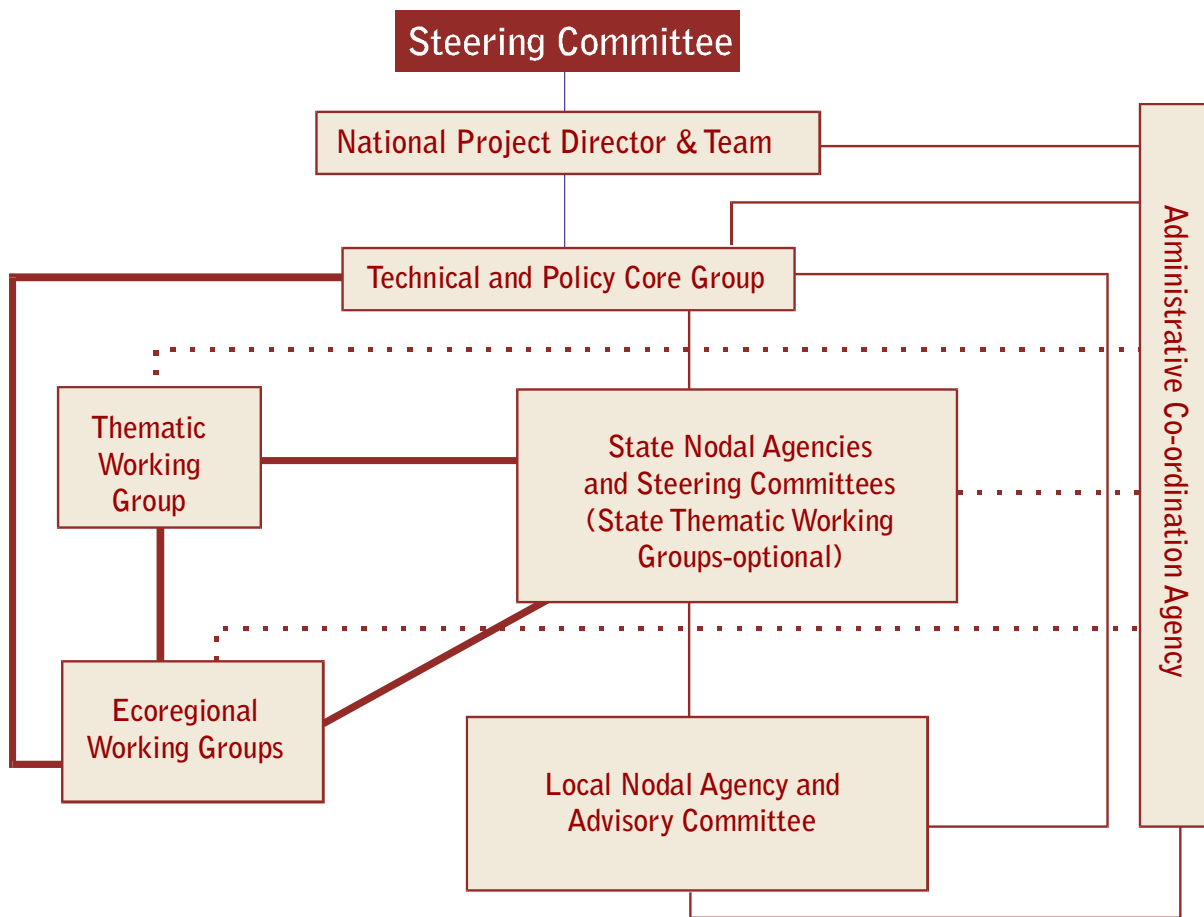 Steering Committee
National Project Director & Team
Technical and Policy Core Group
Thematic
Working
Group
State Nodal Agencies
and Steering Committees
(State Thematic Working
Groups-optional)
Ecoregional
Working Groups
Local Nodal Agency and
Advisory Committee
Administrative Co-ordination Agency